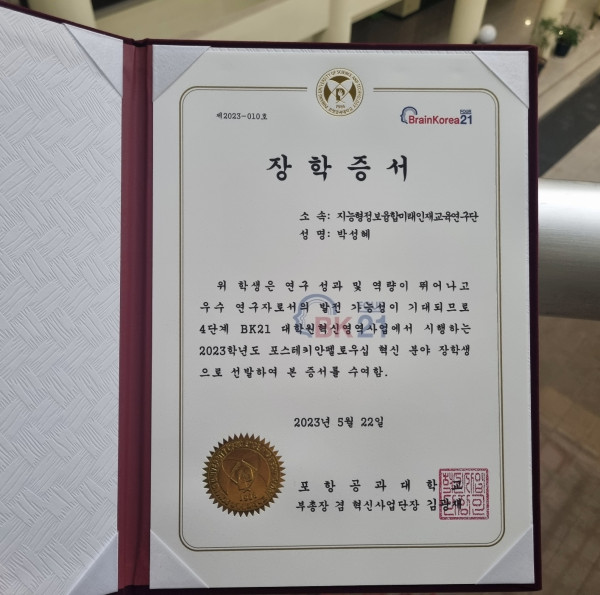 제2023-010호
BrainKorea21
장 학 증 서
소 속: 지능형정보융합미래인재교육연구단
성 명: 박성혜
위 학생은 연구 성과 및 역량이 뛰어나고
우수 연구자로서의 발전 가능성이 기대되므로
4단계 BK21 대학원혁신영역사업에서 시행하는
2023학년도 포스테키안펠로우십 혁신 분야 장학생
으로 선발하여 본 증서를 수여함.
BK21
2023년 5월 22일
포 항 공 과 대 학 교
부총장 겸 혁신사업단장 김광재